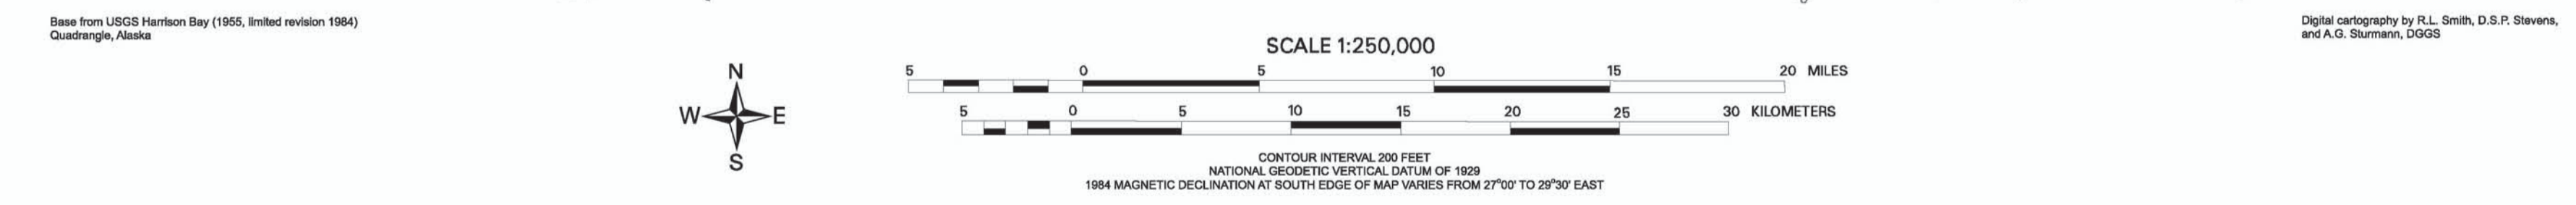 Base from USGS Harrison Bay (1955, limited revision 1984)
Quadrangle, Alaska
Digital cartography by R.L. Smith, D.S.P. Stevens,
and A.G. Sturmann, DGGS
SCALE 1:250,000
5 0 5 10 15 20 MILES
5 0 5 10 15 20 25 30 KILOMETERS
N
W E
S
CONTOUR INTERVAL 200 FEET
NATIONAL GEODETIC VERTICAL DATUM OF 1929
1984 MAGNETIC DECLINATION AT SOUTH EDGE OF MAP VARIES FROM 27°00' TO 29°30' EAST